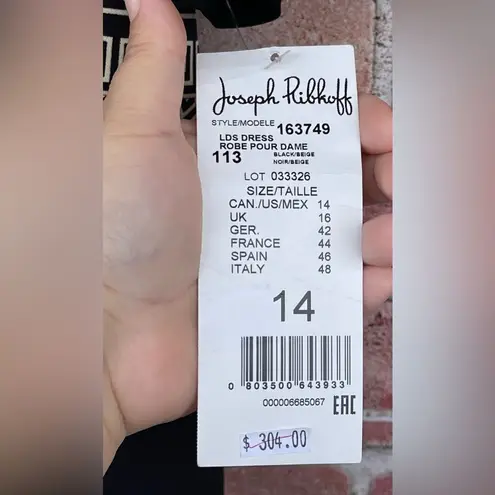 Joseph Ribkoff
STYLE/MODELE 163749
LDS DRESS
ROBE POUR DAME
113 BLACK/BEIGE
NOIR/BEIGE
LOT 033326
SIZE/TAILLE
CAN./US/MEX 14
UK 16
GER. 42
FRANCE 44
SPAIN 46
ITALY 48
14
0 803500 643933
000006685067 EAC
$ 304.00